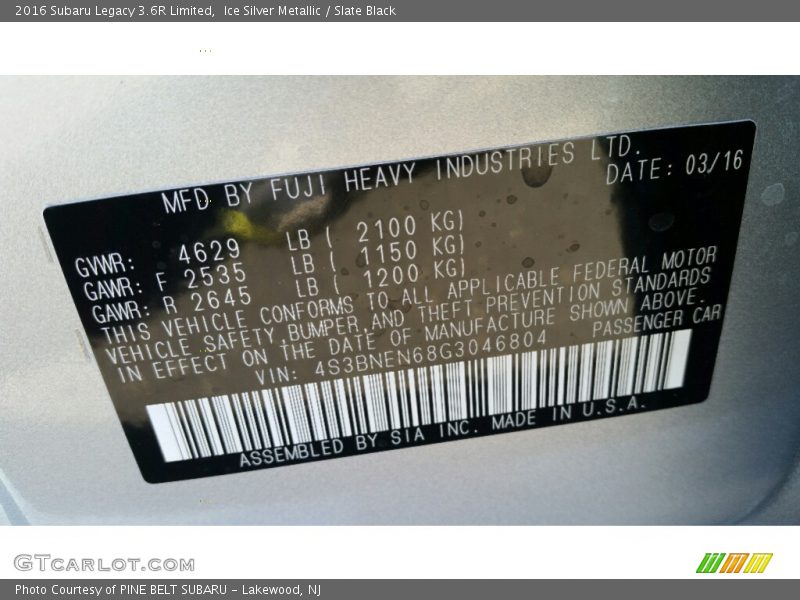 2016 Subaru Legacy 3.6R Limited,  Ice Silver Metallic / Slate Black
MFD BY FUJI HEAVY INDUSTRIES LTD.
DATE: 03/16
GVWR: 4629 LB ( 2100 KG)
GAWR: F 2535 LB ( 1150 KG)
GAWR: R 2645 LB ( 1200 KG)
THIS VEHICLE CONFORMS TO ALL APPLICABLE FEDERAL MOTOR
VEHICLE SAFETY, BUMPER, AND THEFT PREVENTION STANDARDS
IN EFFECT ON THE DATE OF MANUFACTURE SHOWN ABOVE.
VIN: 4S3BNEN68G3046804 PASSENGER CAR
ASSEMBLED BY SIA INC. MADE IN U.S.A.
GTCARLOT.COM
Photo Courtesy of PINE BELT SUBARU – Lakewood, NJ